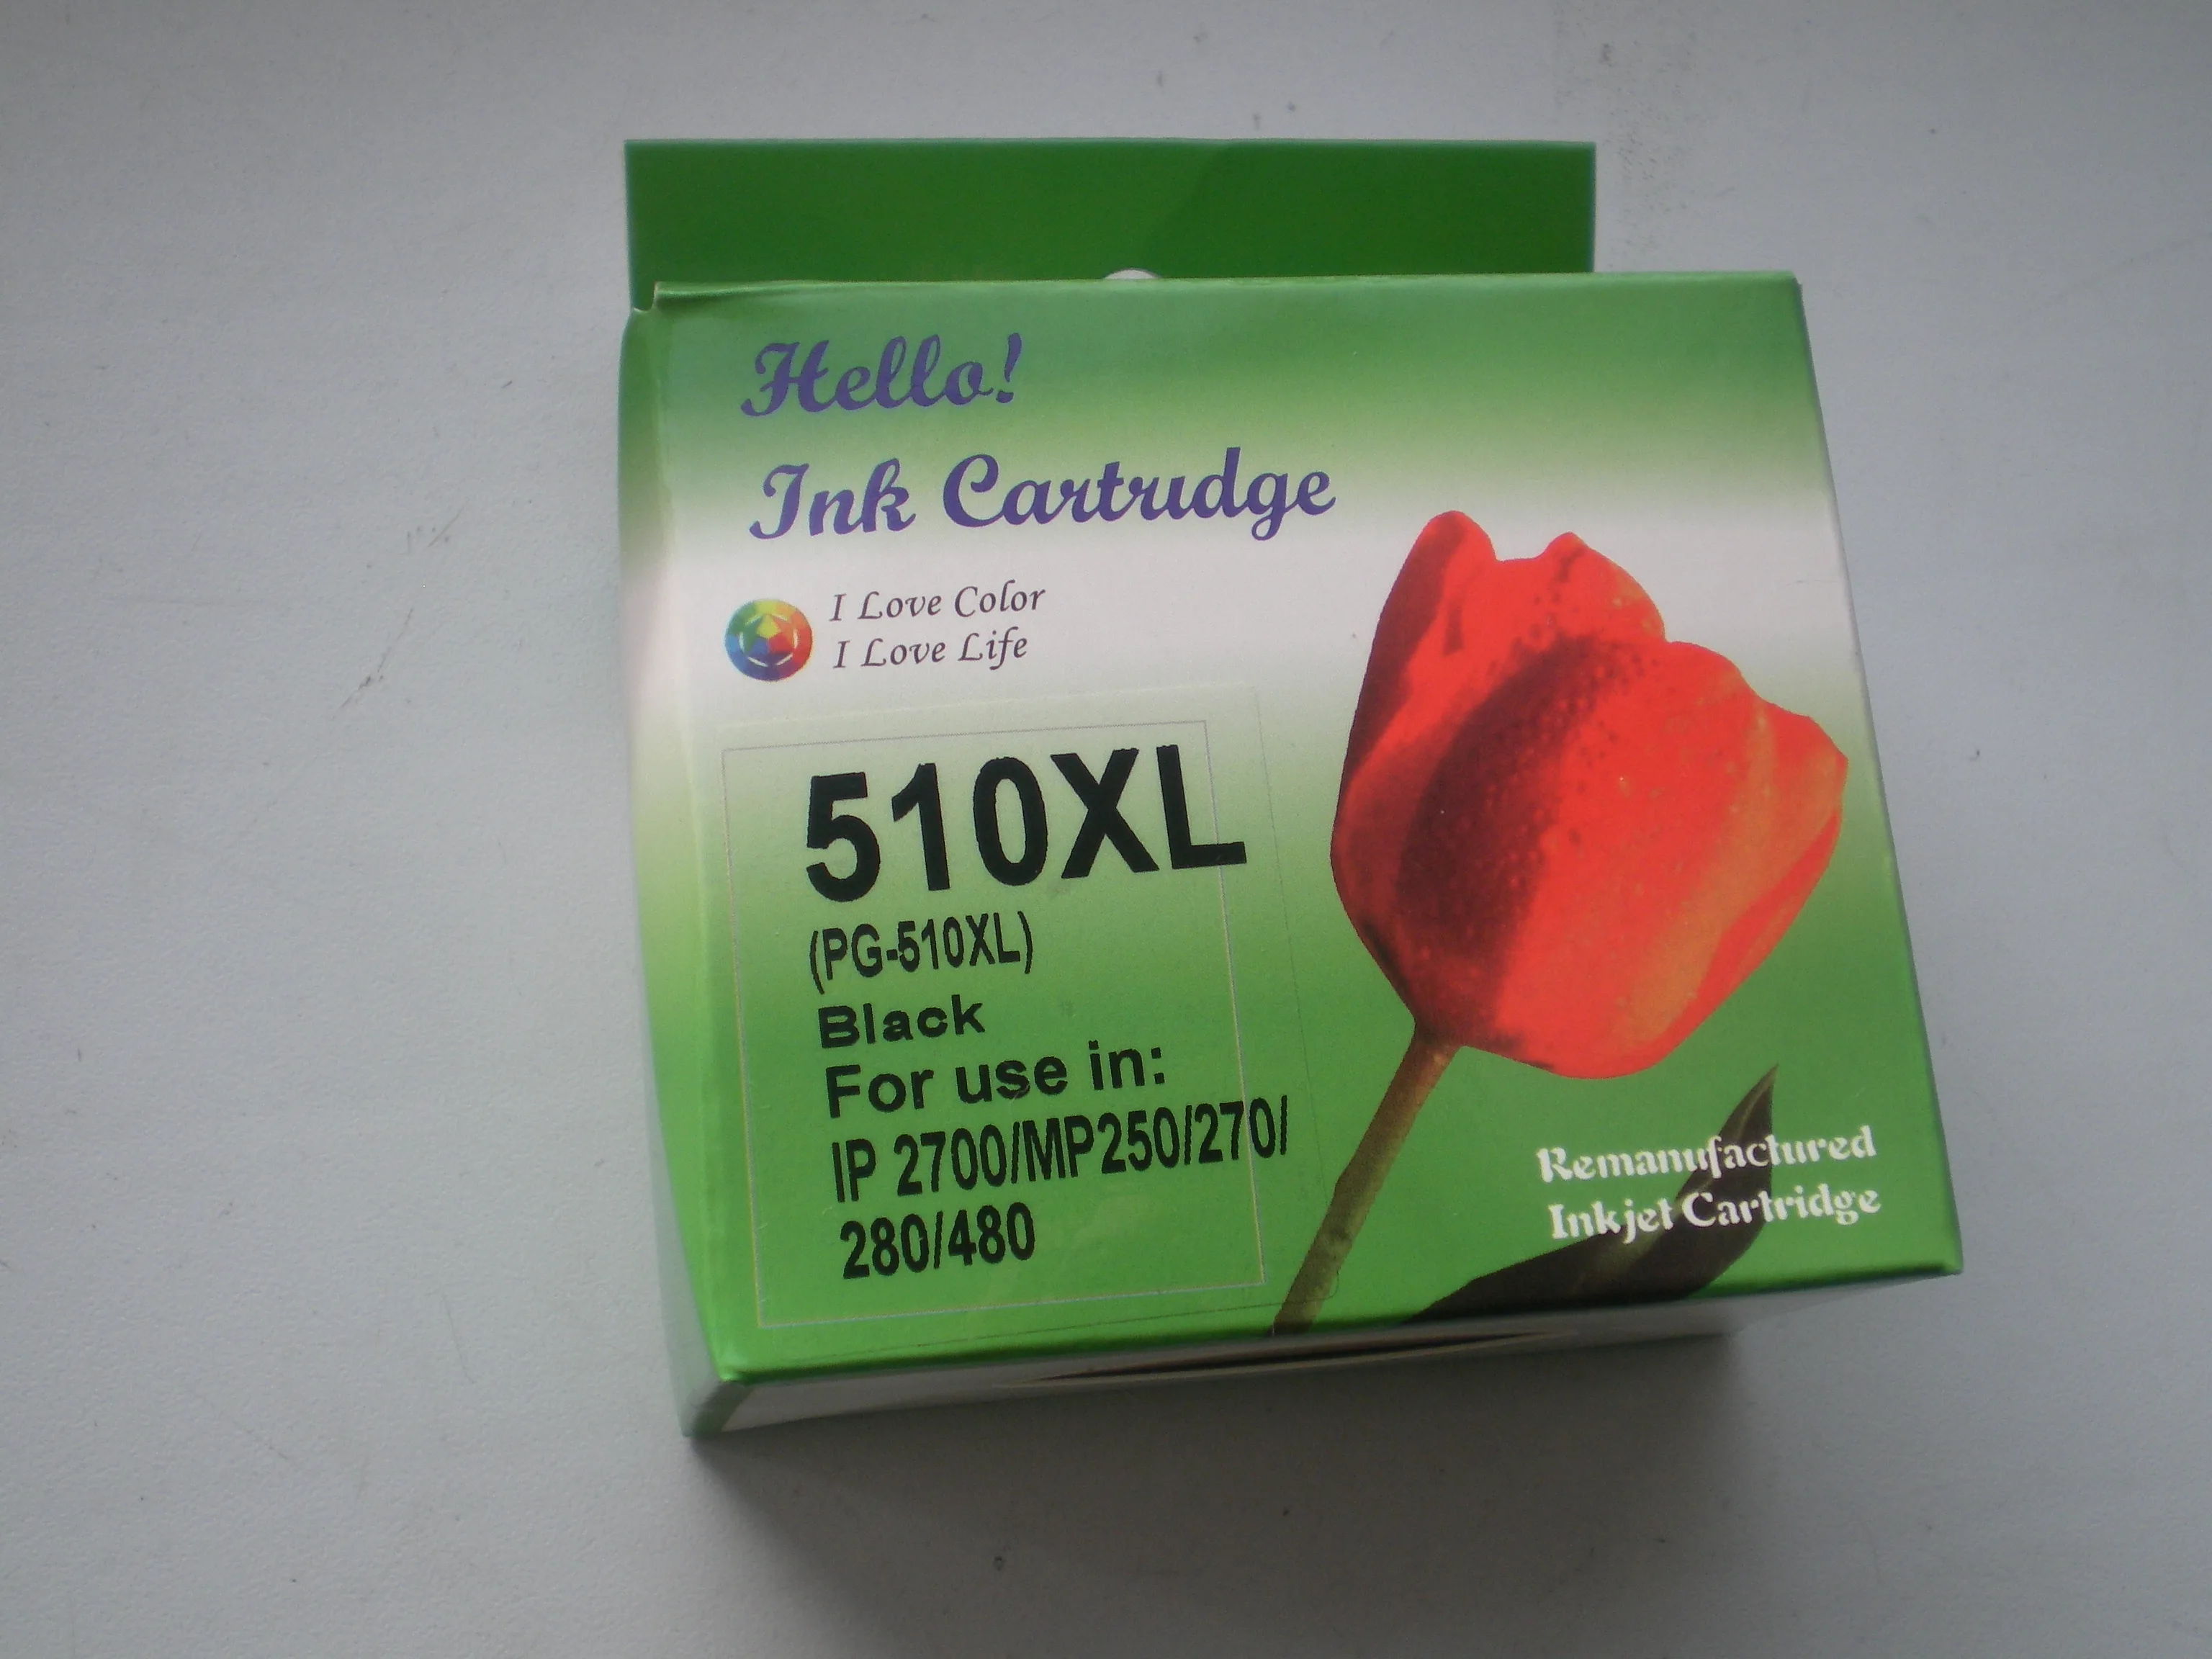 Hello!
Ink Cartrudge
I Love Color
I Love Life
510XL
(PG-510XL)
Black
For use in:
IP 2700/MP250/270/
280/480
Remanufactured
Inkjet Cartridge